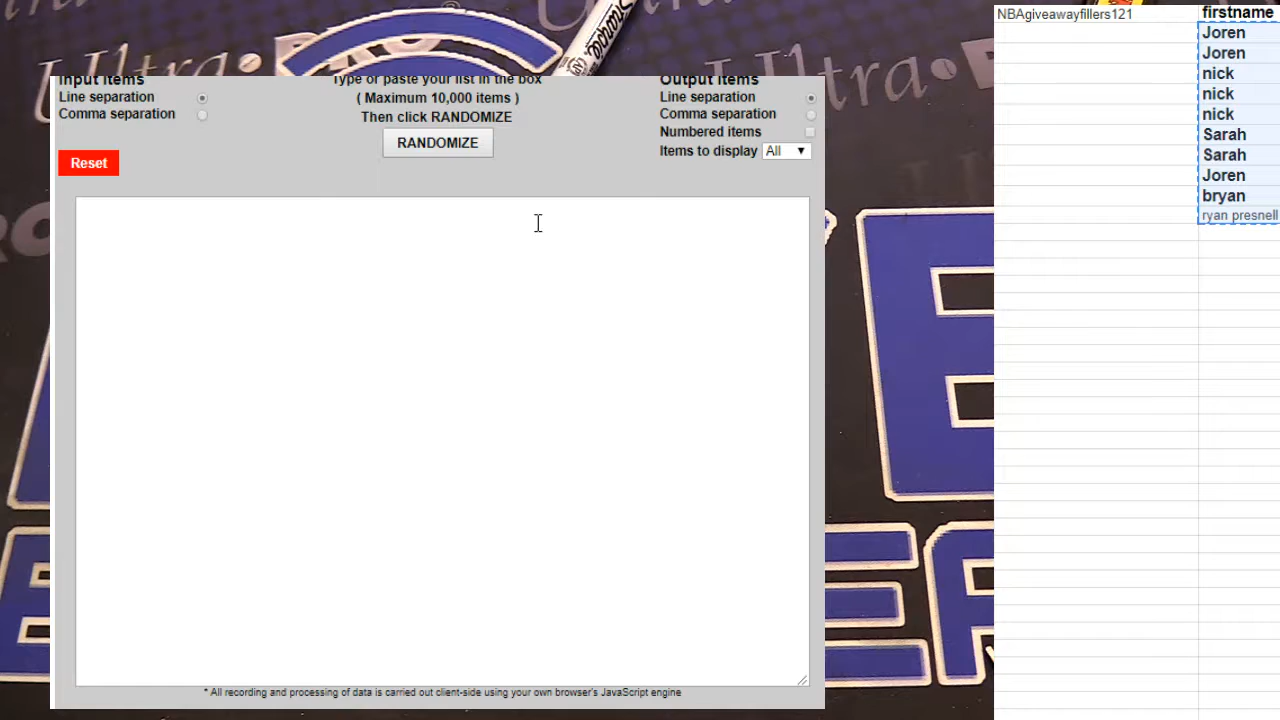 Input Items
Line separation
Comma separation
Reset
Type or paste your list in the box
( Maximum 10,000 items )
Then click RANDOMIZE
RANDOMIZE
Output Items
Line separation
Comma separation
Numbered items
Items to display All
* All recording and processing of data is carried out client-side using your own browser's JavaScript engine
NBAgiveawayfillers121
firstname
Joren
Joren
nick
nick
nick
Sarah
Sarah
Joren
bryan
ryan presnell
Ultra
Sharpie